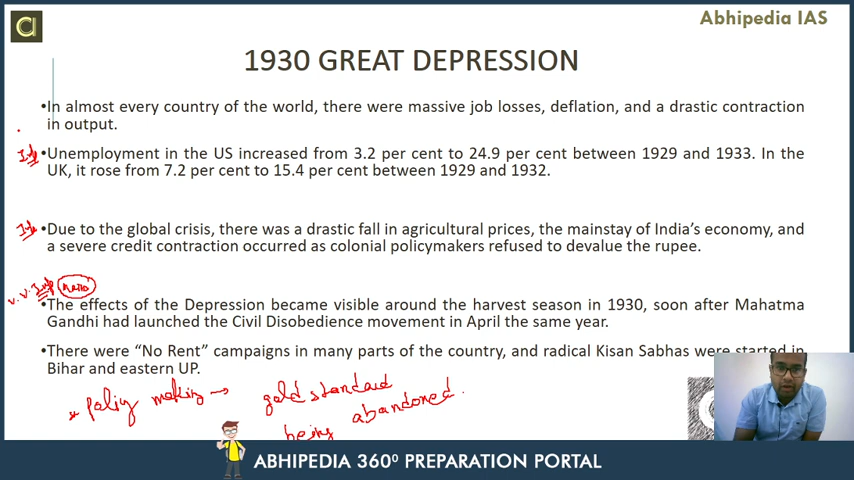 Abhipedia IAS
1930 GREAT DEPRESSION
•In almost every country of the world, there were massive job losses, deflation, and a drastic contraction
in output.
Imp •Unemployment in the US increased from 3.2 per cent to 24.9 per cent between 1929 and 1933. In the
UK, it rose from 7.2 per cent to 15.4 per cent between 1929 and 1932.
Imp •Due to the global crisis, there was a drastic fall in agricultural prices, the mainstay of India's economy, and
a severe credit contraction occurred as colonial policymakers refused to devalue the rupee.
v.v. Imp
•The effects of the Depression became visible around the harvest season in 1930, soon after Mahatma
Gandhi had launched the Civil Disobedience movement in April the same year.
•There were “No Rent” campaigns in many parts of the country, and radical Kisan Sabhas were started in
Bihar and eastern UP.
* Policy making → gold standard
being abandoned.
ABHIPEDIA 360⁰ PREPARATION PORTAL